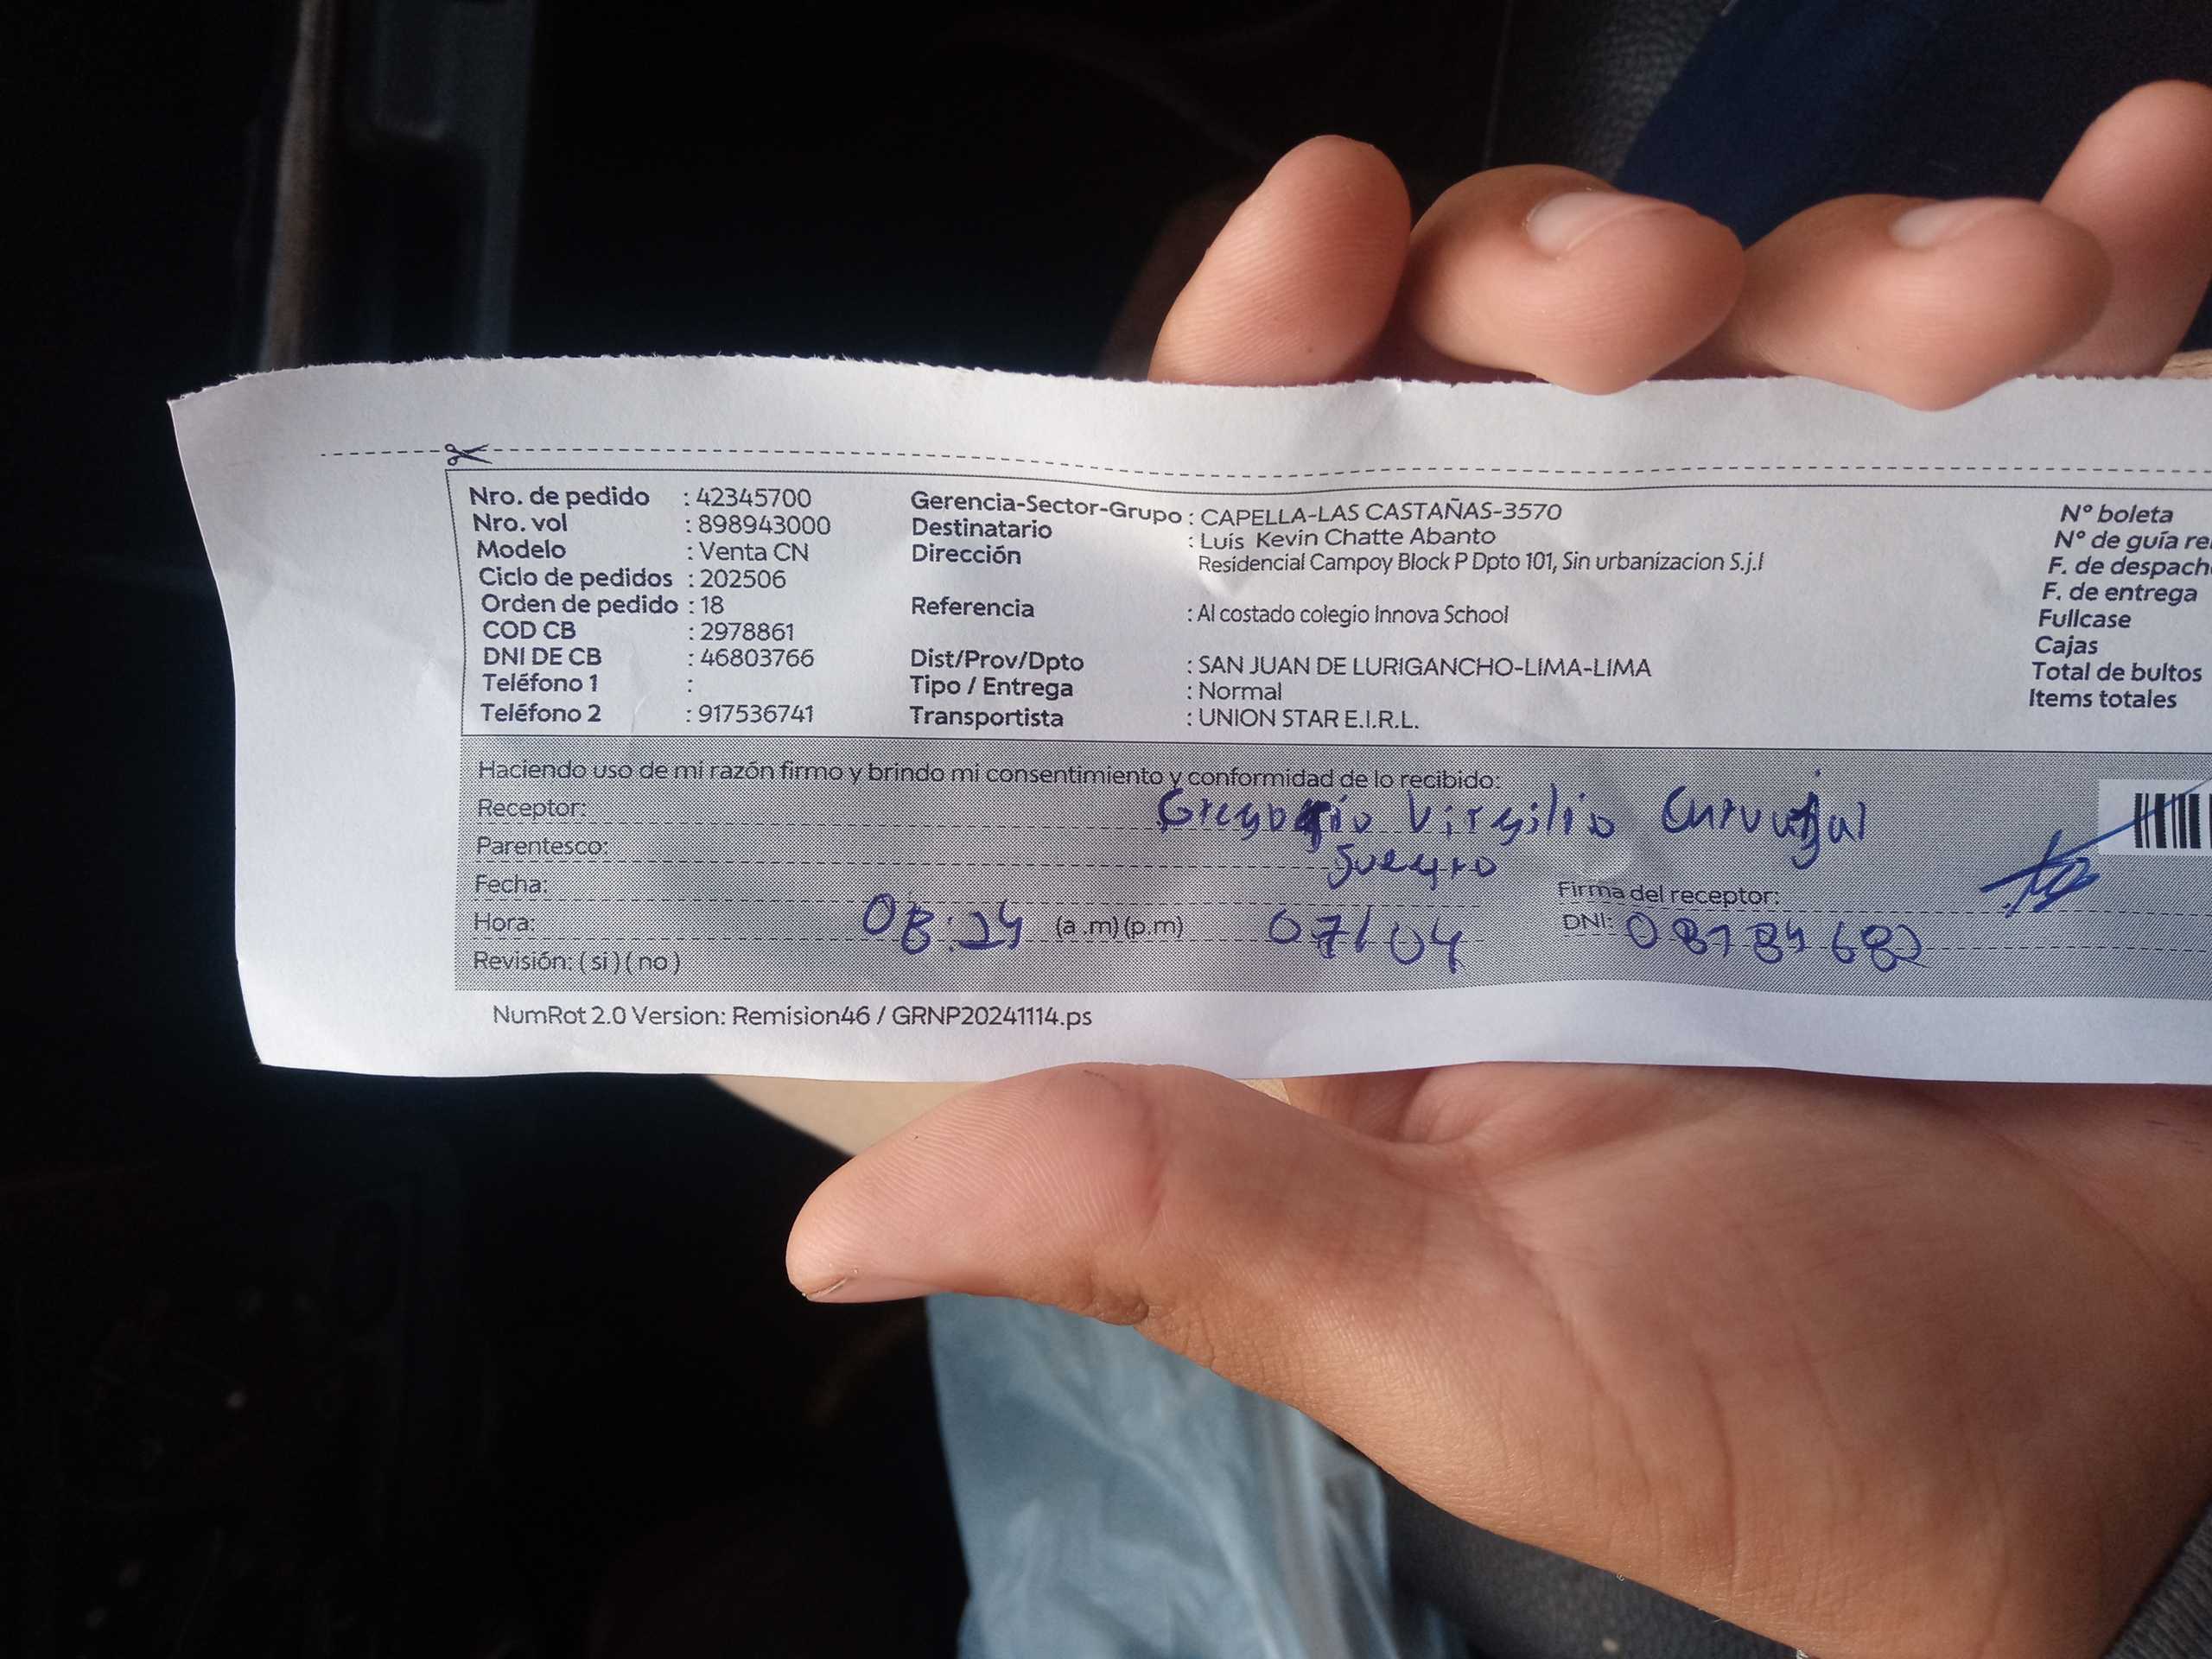 Nro. de pedido : 42345700
Nro. vol : 898943000
Modelo : Venta CN
Ciclo de pedidos : 202506
Orden de pedido : 18
COD CB : 2978861
DNI DE CB : 46803766
Teléfono 1 :
Teléfono 2 : 917536741
Gerencia-Sector-Grupo : CAPELLA-LAS CASTAÑAS-3570
Destinatario : Luis Kevin Chatte Abanto
Dirección Residencial Campoy Block P Dpto 101, Sin urbanizacion S.j.l
Referencia : Al costado colegio Innova School
Dist/Prov/Dpto : SAN JUAN DE LURIGANCHO-LIMA-LIMA
Tipo / Entrega : Normal
Transportista : UNION STAR E.I.R.L.
N° boleta
N° de guía
F. de
F. de entrega
Fullcase
Cajas
Total de bultos
Items totales
Haciendo uso de mi razón firmo y brindo mi consentimiento y conformidad de lo recibido:
Receptor: Gregorio Virgilio Carvajal
Parentesco: Suegro
Fecha:
Firma del receptor:
Hora: 08:24 (a .m) (p.m) 07/04
DNI:
Revisión: ( si ) ( no )
NumRot 2.0 Version: Remision46 / GRNP20241114.ps